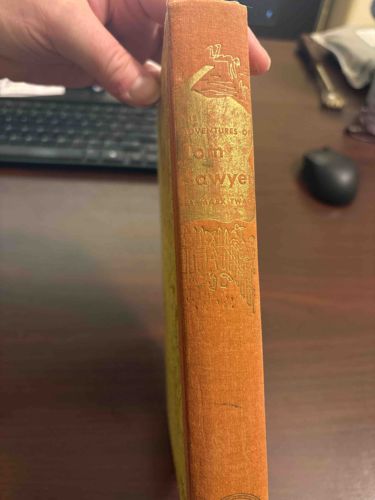 ADVENTURES OF
Tom
Sawyer
MARK TWAIN